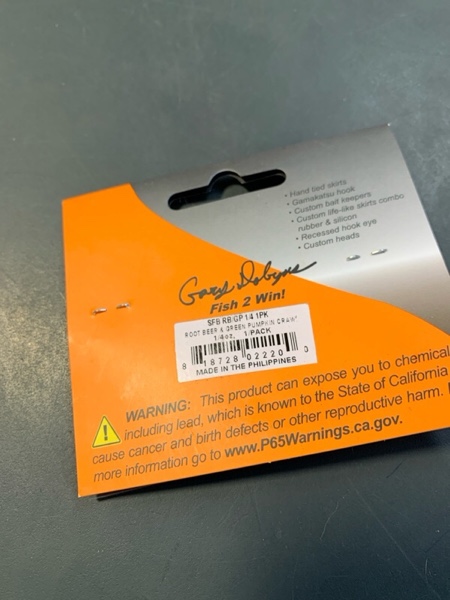 • Hand tied skirts
• Gamakatsu hook
• Custom bait keepers
• Custom life-like skirts combo
rubber & silicon
• Recessed hook eye
• Custom heads
Gary Dobyns
Fish 2 Win!
SFB RB/GP 1/4 1PK
ROOT BEER & GREEN PUMPKIN CRAW
1/4oz, 1/PACK
8 18728 02220 0
MADE IN THE PHILIPPINES
WARNING: This product can expose you to chemical
including lead, which is known to the State of California
cause cancer and birth defects or other reproductive harm.
more information go to www.P65Warnings.ca.gov.